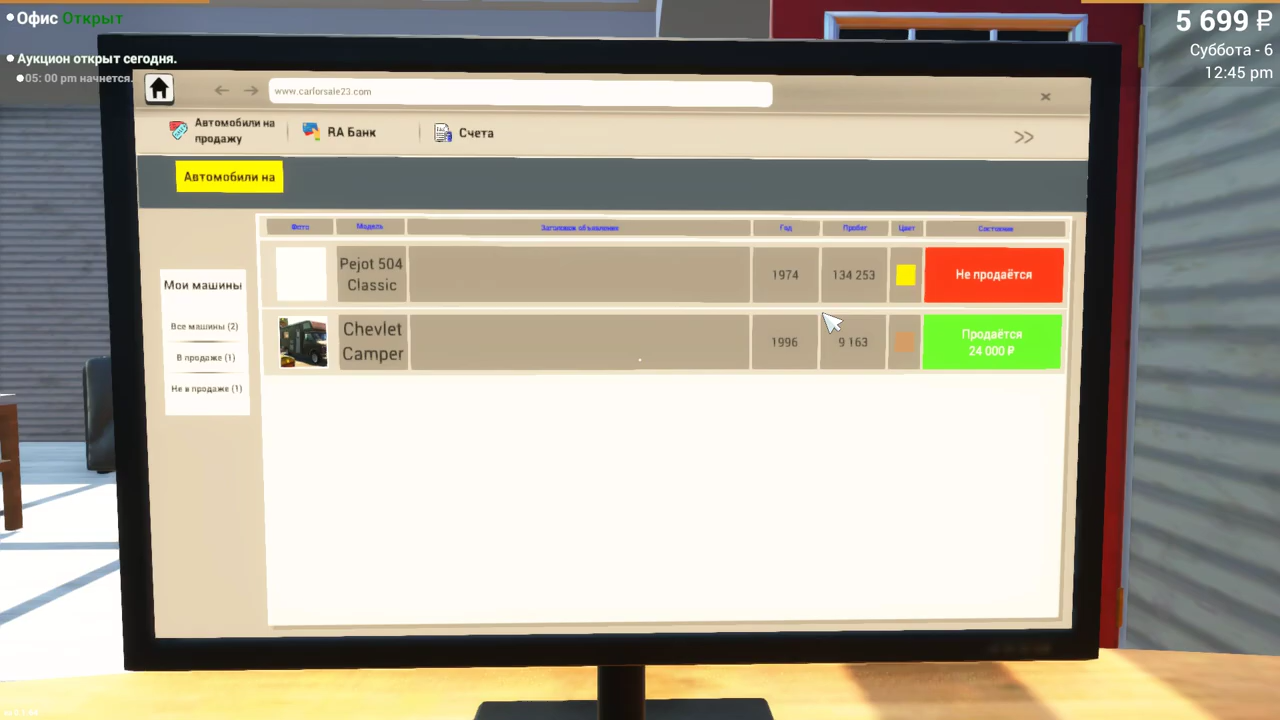 Офис Открыт
Аукцион открыт сегодня.
05: 00 pm начнется.
5 699 ₽
Суббота - 6
12:45 pm
www.carforsale23.com
Автомобили на
продажу
RA Банк
Счета
Автомобили на
Фото
Модель
Заголовок объявления
Год
Пробег
Цвет
Состояние
Мои машины
Все машины (2)
В продаже (1)
Не в продаже (1)
Pejot 504
Classic
1974
134 253
Не продаётся
Chevlet
Camper
1996
9 163
Продаётся
24 000 ₽